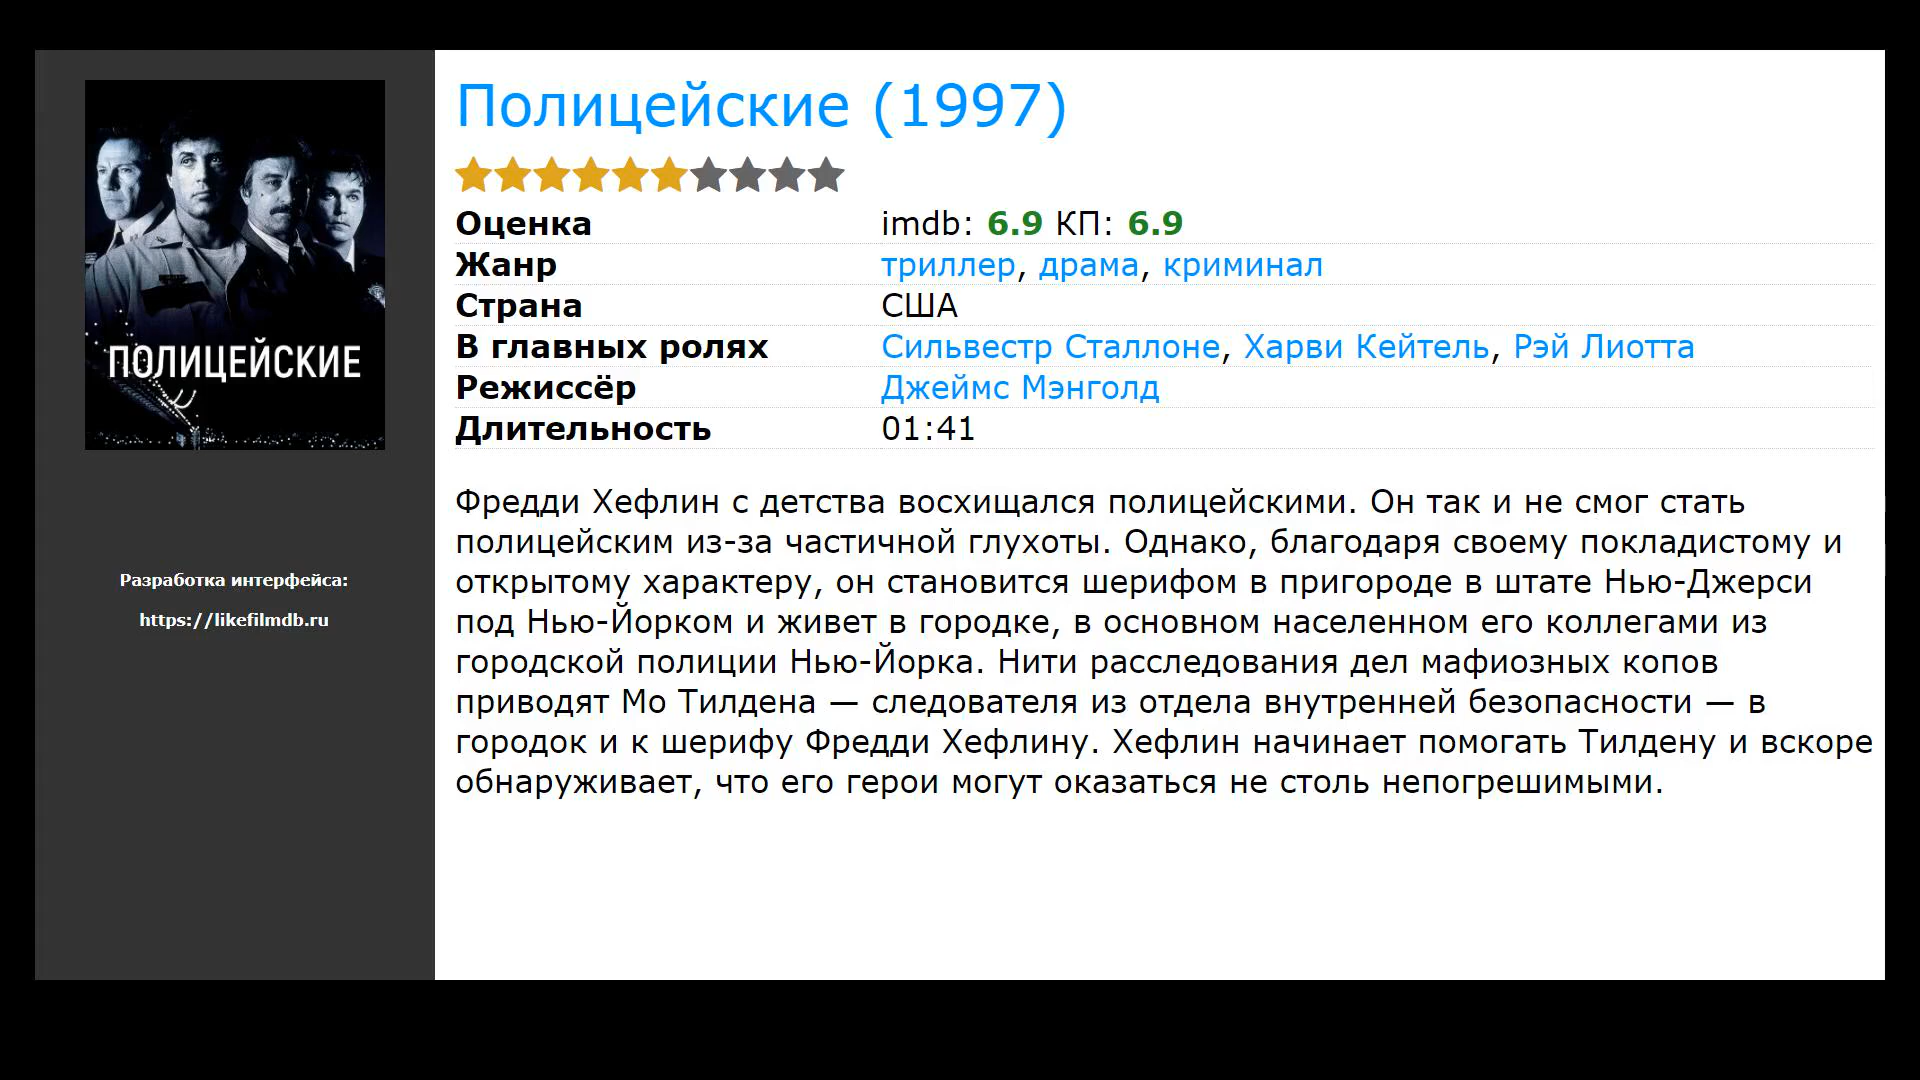 ПОЛИЦЕЙСКИЕ
Разработка интерфейса:
https://likefilmdb.ru
Полицейские (1997)
Оценка imdb: 6.9 КП: 6.9
Жанр триллер, драма, криминал
Страна США
В главных ролях Сильвестр Сталлоне, Харви Кейтель, Рэй Лиотта
Режиссёр Джеймс Мэнголд
Длительность 01:41
Фредди Хефлин с детства восхищался полицейскими. Он так и не смог стать
полицейским из-за частичной глухоты. Однако, благодаря своему покладистому и
открытому характеру, он становится шерифом в пригороде в штате Нью-Джерси
под Нью-Йорком и живет в городке, в основном населенном его коллегами из
городской полиции Нью-Йорка. Нити расследования дел мафиозных копов
приводят Мо Тилдена — следователя из отдела внутренней безопасности — в
городок и к шерифу Фредди Хефлину. Хефлин начинает помогать Тилдену и вскоре
обнаруживает, что его герои могут оказаться не столь непогрешимыми.